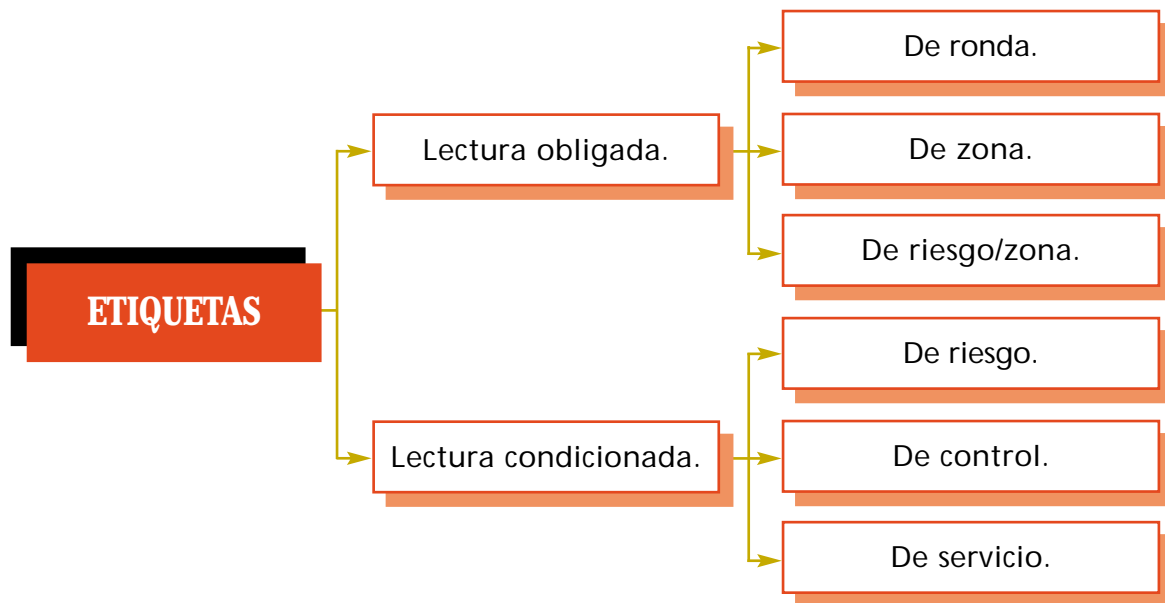 ETIQUETAS
Lectura obligada.
De ronda.
De zona.
De riesgo/zona.
Lectura condicionada.
De riesgo.
De control.
De servicio.